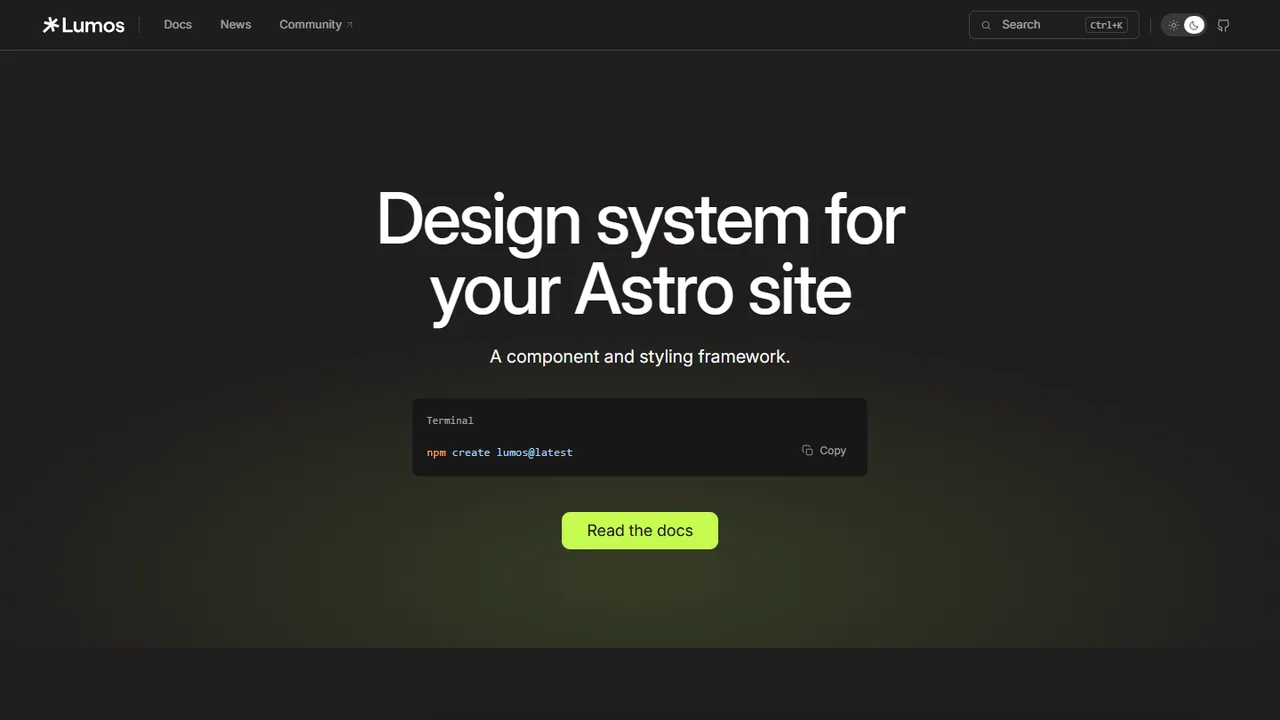 Lumos
Docs
News
Community
Search
Ctrl+K
Design system for
your Astro site
A component and styling framework.
Terminal
npm create lumos@latest
Copy
Read the docs